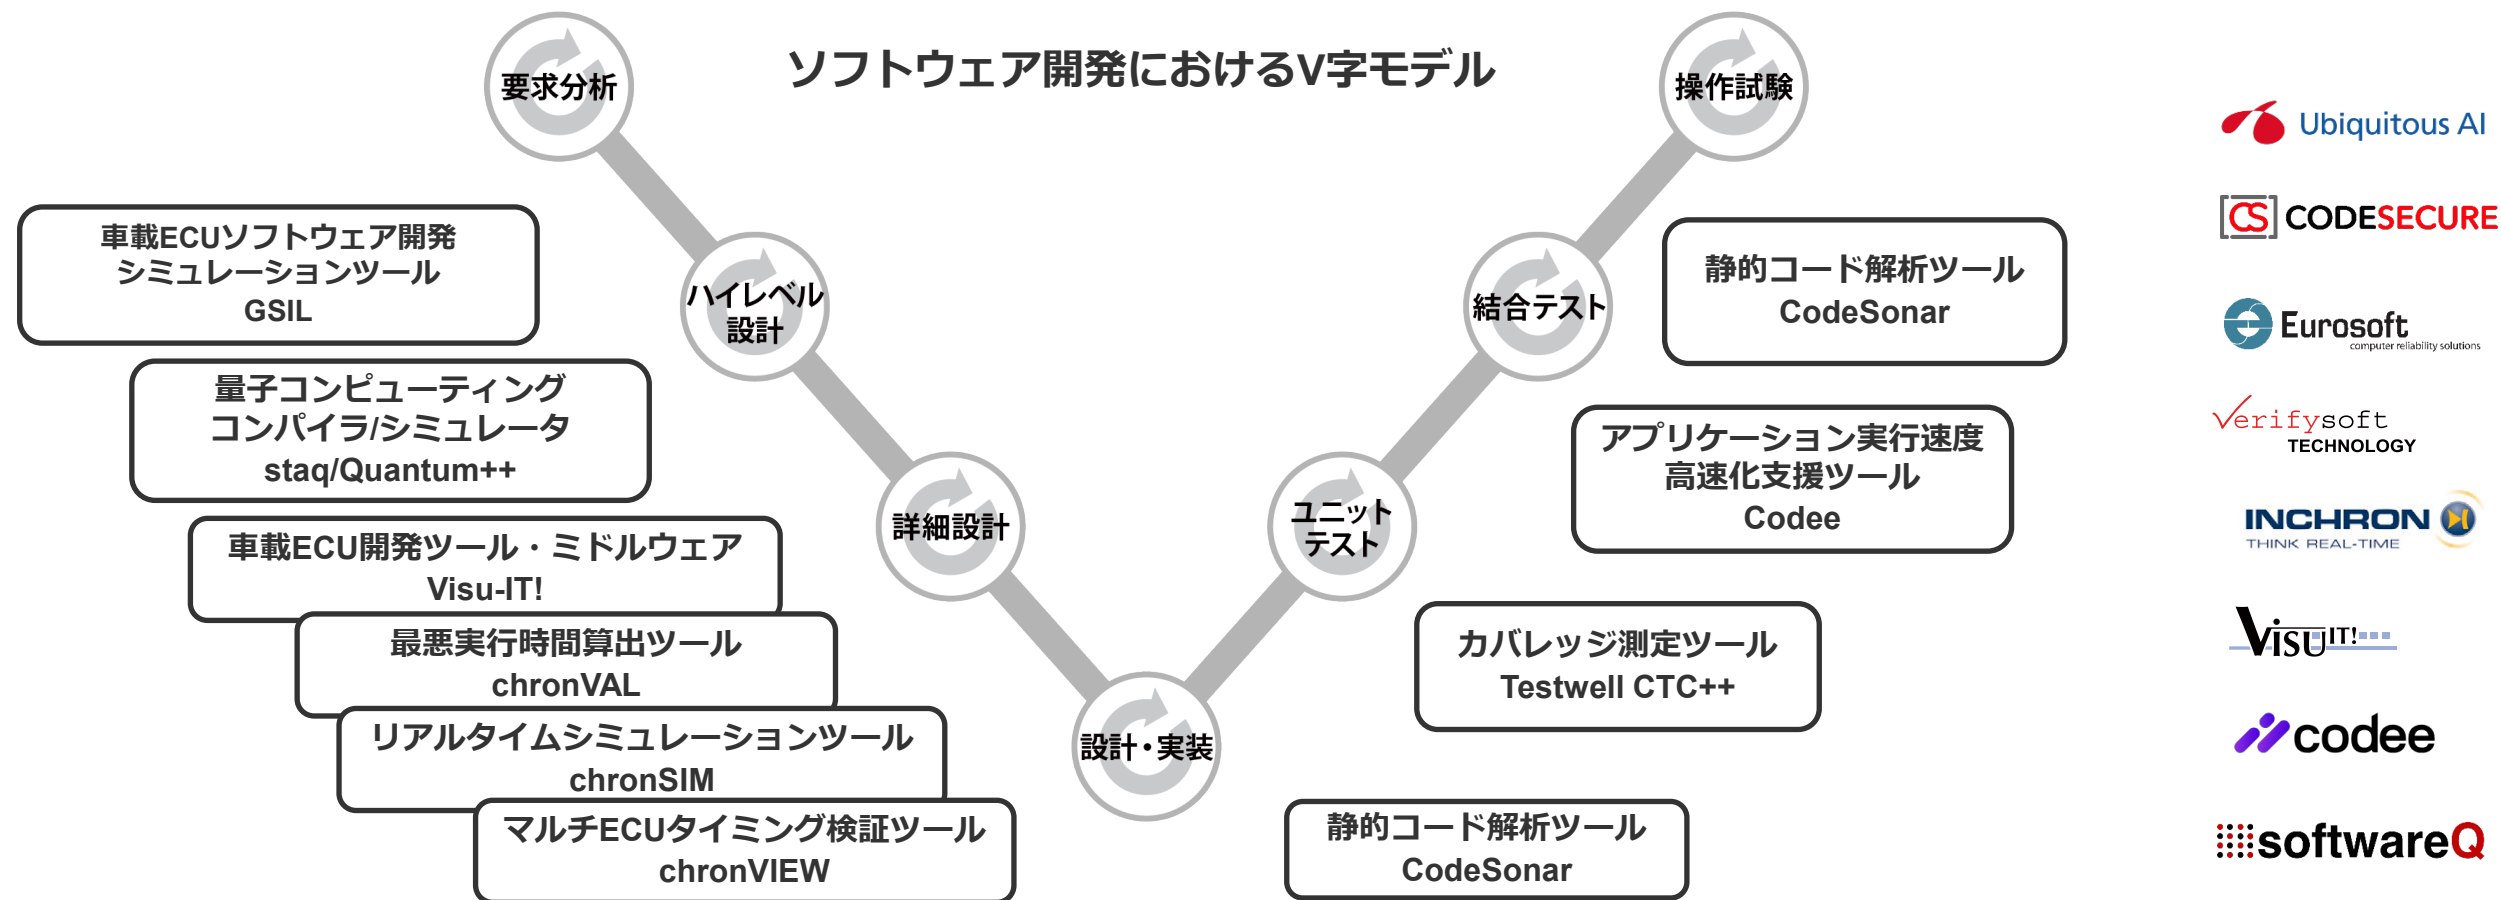 ソフトウェア開発におけるV字モデル
要求分析
ハイレベル
設計
詳細設計
設計・実装
ユニット
テスト
結合テスト
操作試験
車載ECUソフトウェア開発
シミュレーションツール
GSIL
量子コンピューティング
コンパイラ/シミュレータ
staq/Quantum++
車載ECU開発ツール・ミドルウェア
Visu-IT!
最悪実行時間算出ツール
chronVAL
リアルタイムシミュレーションツール
chronSIM
マルチECUタイミング検証ツール
chronVIEW
静的コード解析ツール
CodeSonar
アプリケーション実行速度
高速化支援ツール
Codee
カバレッジ測定ツール
Testwell CTC++
静的コード解析ツール
CodeSonar
Ubiquitous AI
CS CODESECURE
Eurosoft
computer reliability solutions
Verifysoft
TECHNOLOGY
INCHRON
THINK REAL-TIME
VISU IT!
codee
softwareQ